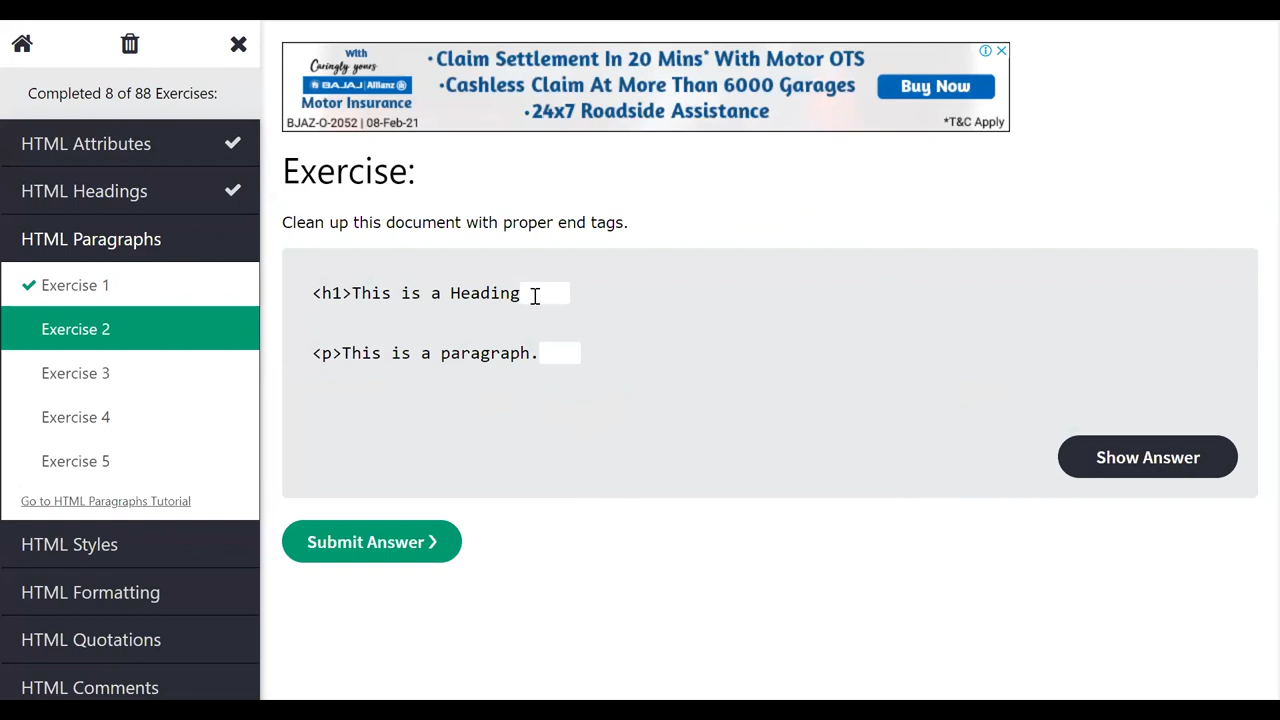 Completed 8 of 88 Exercises:
HTML Attributes
HTML Headings
HTML Paragraphs
Exercise 1
Exercise 2
Exercise 3
Exercise 4
Exercise 5
Go to HTML Paragraphs Tutorial
HTML Styles
HTML Formatting
HTML Quotations
HTML Comments
With
Caringly yours
BAJAJ | Allianz
Motor Insurance
BJAZ-O-2052 | 08-Feb-21
·Claim Settlement In 20 Mins* With Motor OTS
·Cashless Claim At More Than 6000 Garages
·24x7 Roadside Assistance
Buy Now
*T&C Apply
Exercise:
Clean up this document with proper end tags.
<h1>This is a Heading
<p>This is a paragraph.
Show Answer
Submit Answer ❯